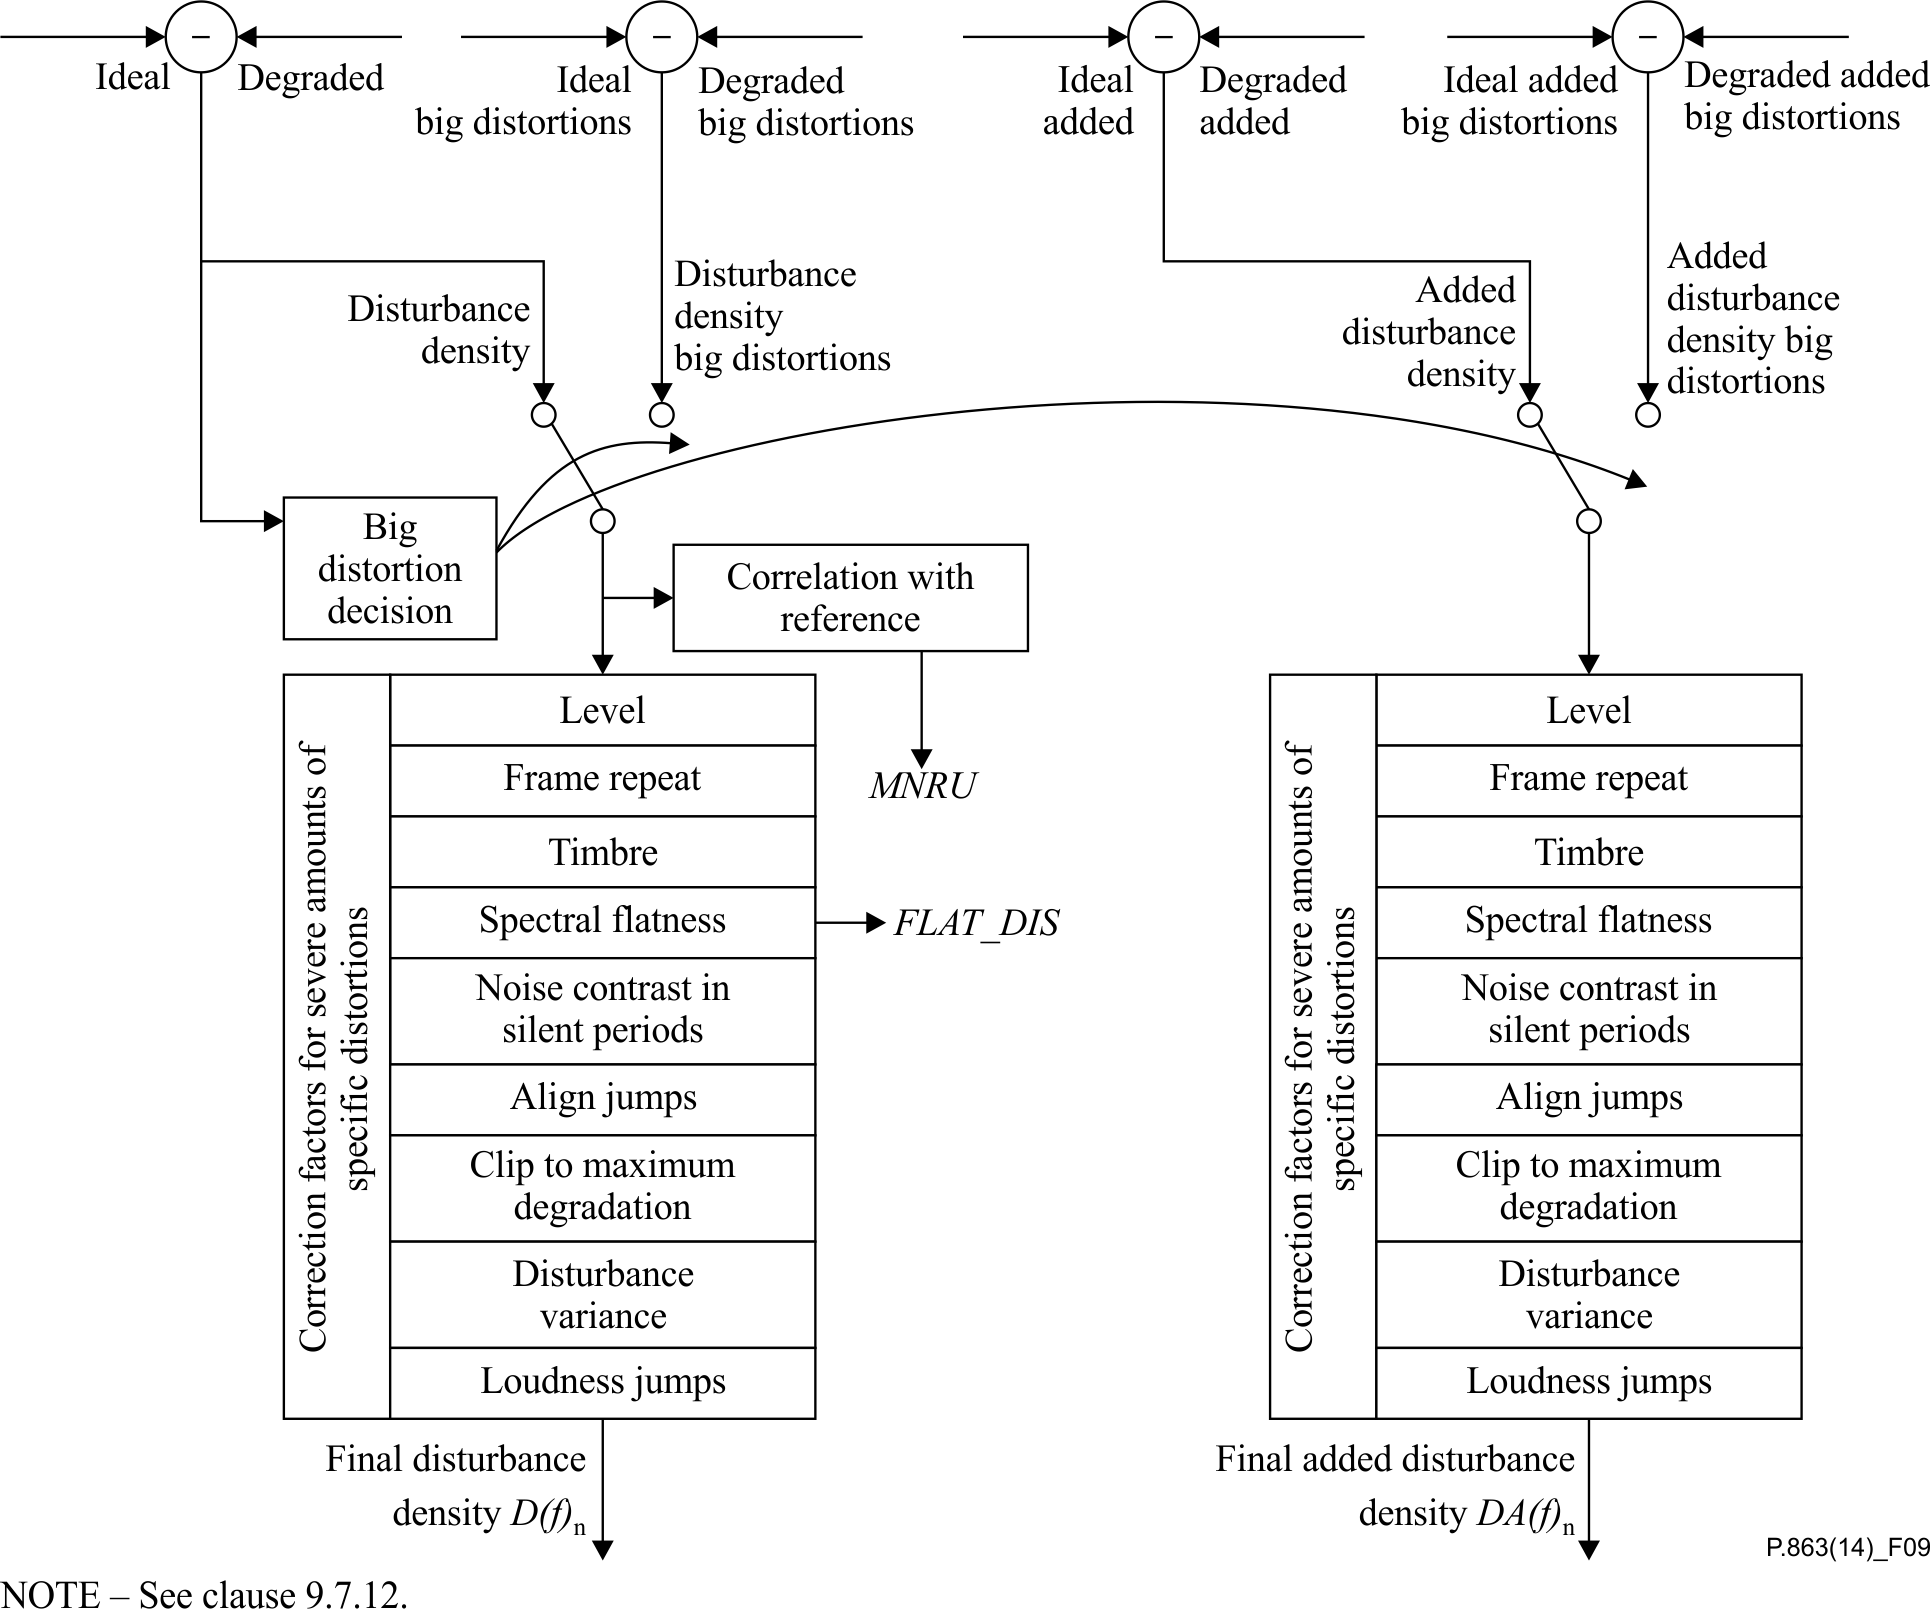 –
–
–
–
Ideal
Degraded
Ideal
big distortions
Degraded
big distortions
Ideal
added
Degraded
added
Ideal added
big distortions
Degraded added
big distortions
Disturbance
density
Disturbance
density
big distortions
Added
disturbance
density
Added
disturbance
density big
distortions
Big
distortion
decision
Correlation with
reference
MNRU
Correction factors for severe amounts of
specific distortions
Level
Frame repeat
Timbre
Spectral flatness
FLAT_DIS
Noise contrast in
silent periods
Align jumps
Clip to maximum
degradation
Disturbance
variance
Loudness jumps
Final disturbance
density D(f)n
Correction factors for severe amounts of
specific distortions
Level
Frame repeat
Timbre
Spectral flatness
Noise contrast in
silent periods
Align jumps
Clip to maximum
degradation
Disturbance
variance
Loudness jumps
Final added disturbance
density DA(f)n
P.863(14)_F09
NOTE – See clause 9.7.12.